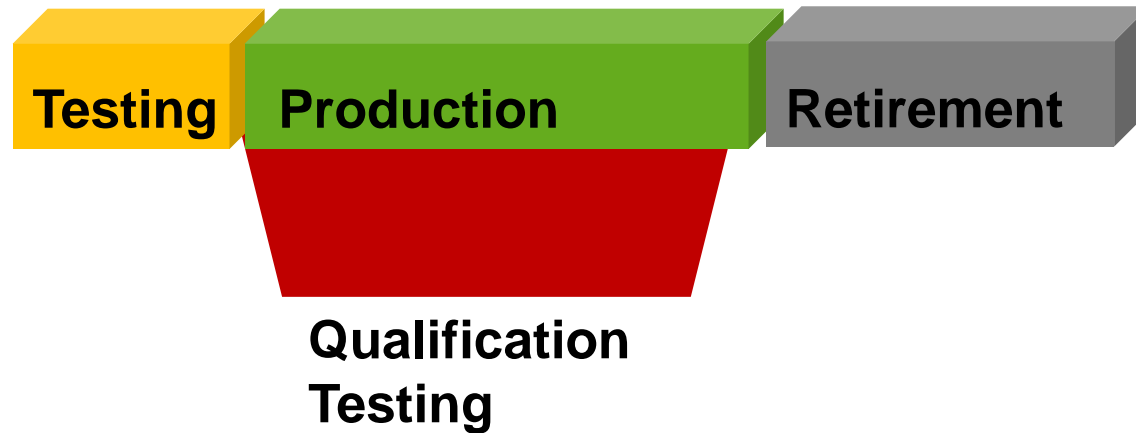 Testing
Production
Retirement
Qualification
Testing